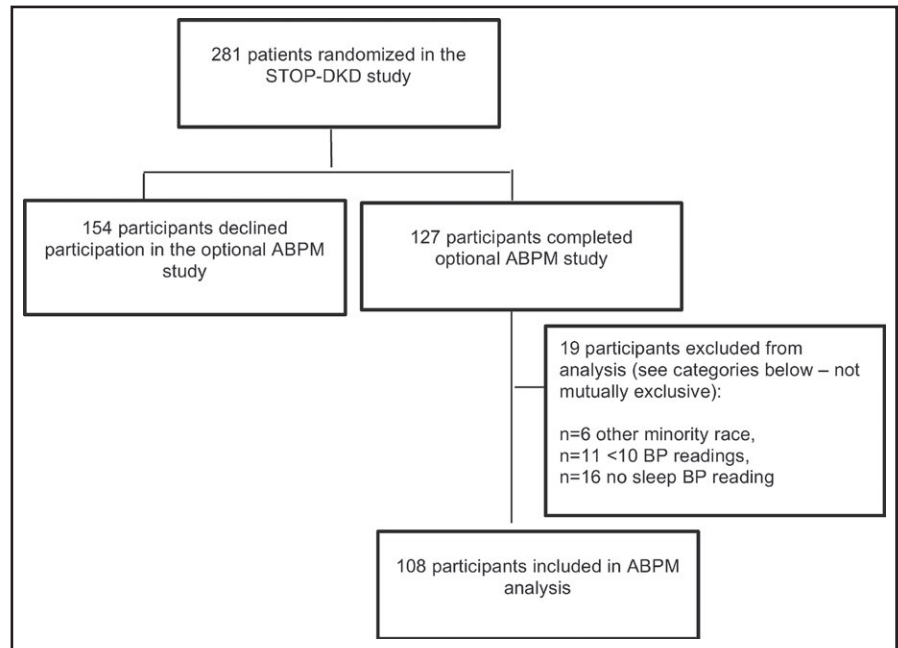 281 patients randomized in the
STOP-DKD study
154 participants declined
participation in the optional ABPM
study
127 participants completed
optional ABPM study
19 participants excluded from
analysis (see categories below – not
mutually exclusive):
n=6 other minority race,
n=11 <10 BP readings,
n=16 no sleep BP reading
108 participants included in ABPM
analysis